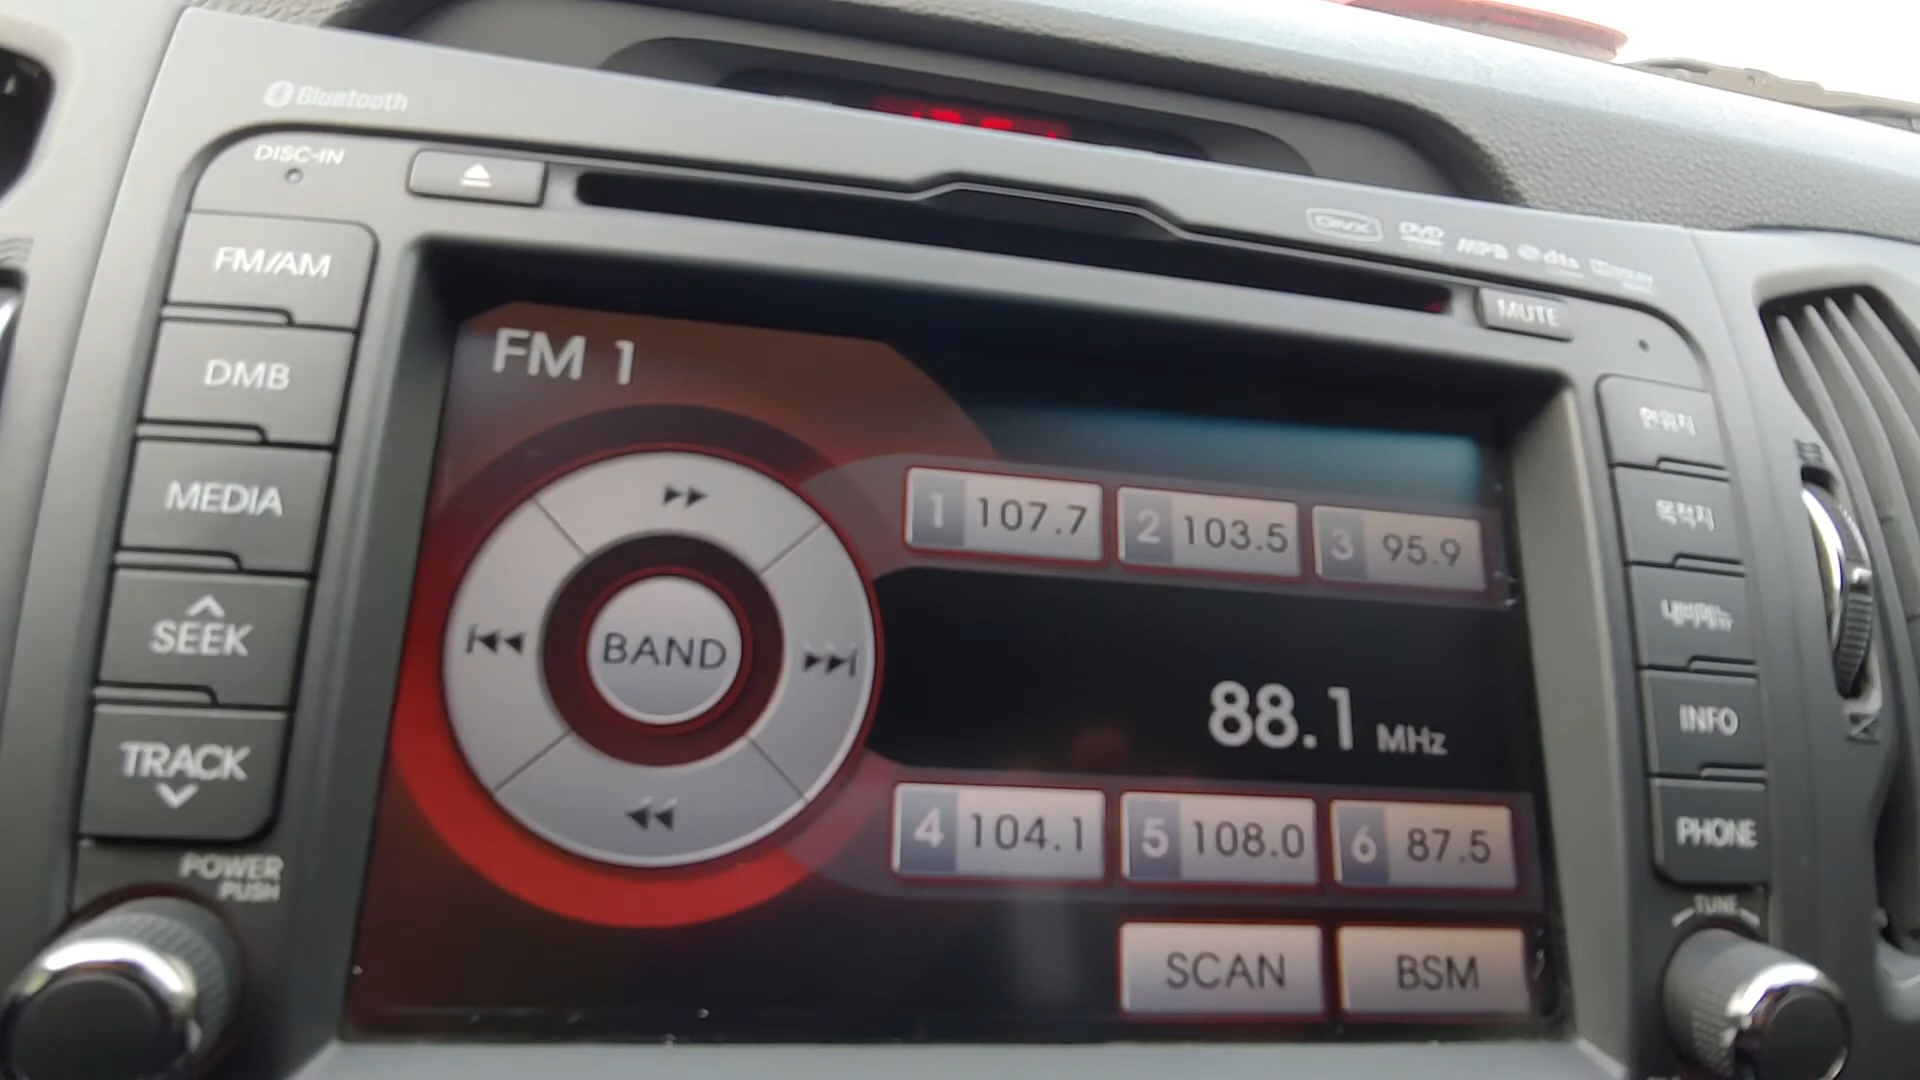 Bluetooth
DISC-IN
DIVX DVD MP3 dts
MUTE
FM/AM
DMB
MEDIA
SEEK
TRACK
POWER
PUSH
FM 1
BAND
1 107.7 2 103.5 3 95.9
88.1 MHz
4 104.1 5 108.0 6 87.5
SCAN BSM
현위치
목적지
내비메뉴
INFO
PHONE
TUNE